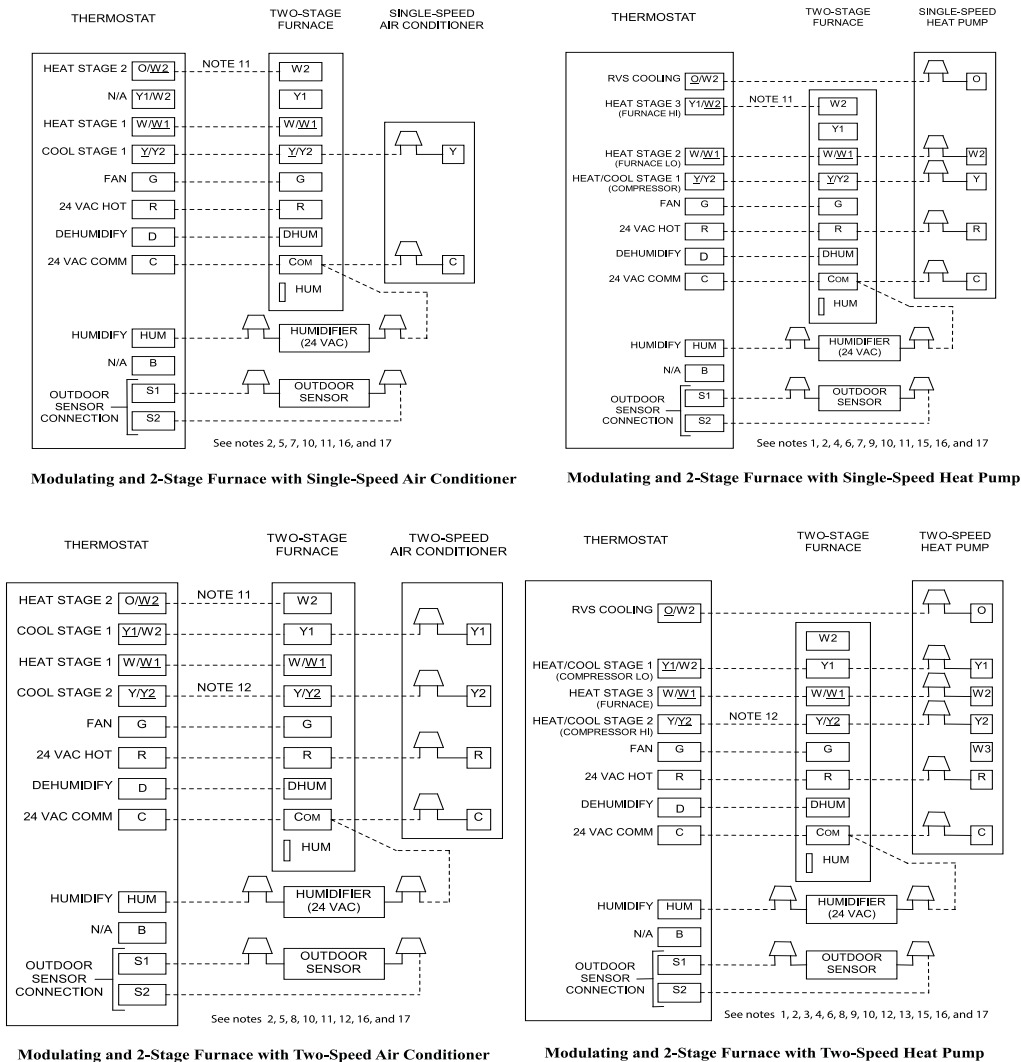 THERMOSTAT
TWO-STAGE
FURNACE
SINGLE-SPEED
AIR CONDITIONER
HEAT STAGE 2 O/W2 NOTE 11 W2
N/A Y1/W2 Y1
HEAT STAGE 1 W/W1 W/W1
COOL STAGE 1 Y/Y2 Y/Y2 Y
FAN G G
24 VAC HOT R R
DEHUMIDIFY D DHUM
24 VAC COMM C COM C
HUM
HUMIDIFY HUM HUMIDIFIER
(24 VAC)
N/A B
OUTDOOR
SENSOR
CONNECTION
S1 OUTDOOR
SENSOR
S2
See notes 2, 5, 7, 10, 11, 16, and 17
Modulating and 2-Stage Furnace with Single-Speed Air Conditioner
THERMOSTAT
TWO-STAGE
FURNACE
SINGLE-SPEED
HEAT PUMP
RVS COOLING O/W2 O
HEAT STAGE 3 Y1/W2 NOTE 11 W2
(FURNACE HI)
Y1
HEAT STAGE 2 W/W1 W/W1 W2
(FURNACE LO)
HEAT/COOL STAGE 1 Y/Y2 Y/Y2 Y
(COMPRESSOR)
FAN G G
24 VAC HOT R R R
DEHUMIDIFY D DHUM
24 VAC COMM C COM C
HUM
HUMIDIFY HUM HUMIDIFIER
(24 VAC)
N/A B
OUTDOOR
SENSOR
CONNECTION
S1 OUTDOOR
SENSOR
S2
See notes 1, 2, 4, 6, 7, 9, 10, 11, 15, 16, and 17
Modulating and 2-Stage Furnace with Single-Speed Heat Pump
THERMOSTAT
TWO-STAGE
FURNACE
TWO-SPEED
AIR CONDITIONER
HEAT STAGE 2 O/W2 NOTE 11 W2
COOL STAGE 1 Y1/W2 Y1 Y1
HEAT STAGE 1 W/W1 W/W1
COOL STAGE 2 Y/Y2 NOTE 12 Y/Y2 Y2
FAN G G
24 VAC HOT R R R
DEHUMIDIFY D DHUM
24 VAC COMM C COM C
HUM
HUMIDIFY HUM HUMIDIFIER
(24 VAC)
N/A B
OUTDOOR
SENSOR
CONNECTION
S1 OUTDOOR
SENSOR
S2
See notes 2, 5, 8, 10, 11, 12, 16, and 17
Modulating and 2-Stage Furnace with Two-Speed Air Conditioner
THERMOSTAT
TWO-STAGE
FURNACE
TWO-SPEED
HEAT PUMP
RVS COOLING O/W2 O
W2
HEAT/COOL STAGE 1 Y1/W2 Y1 Y1
(COMPRESSOR LO)
HEAT STAGE 3 W/W1 W/W1 W2
(FURNACE)
HEAT/COOL STAGE 2 Y/Y2 NOTE 12 Y/Y2 Y2
(COMPRESSOR HI)
FAN G G W3
24 VAC HOT R R R
DEHUMIDIFY D DHUM
24 VAC COMM C COM C
HUM
HUMIDIFY HUM HUMIDIFIER
(24 VAC)
N/A B
OUTDOOR
SENSOR
CONNECTION
S1 OUTDOOR
SENSOR
S2
See notes 1, 2, 3, 4, 6, 8, 9, 10, 12, 13, 15, 16, and 17
Modulating and 2-Stage Furnace with Two-Speed Heat Pump